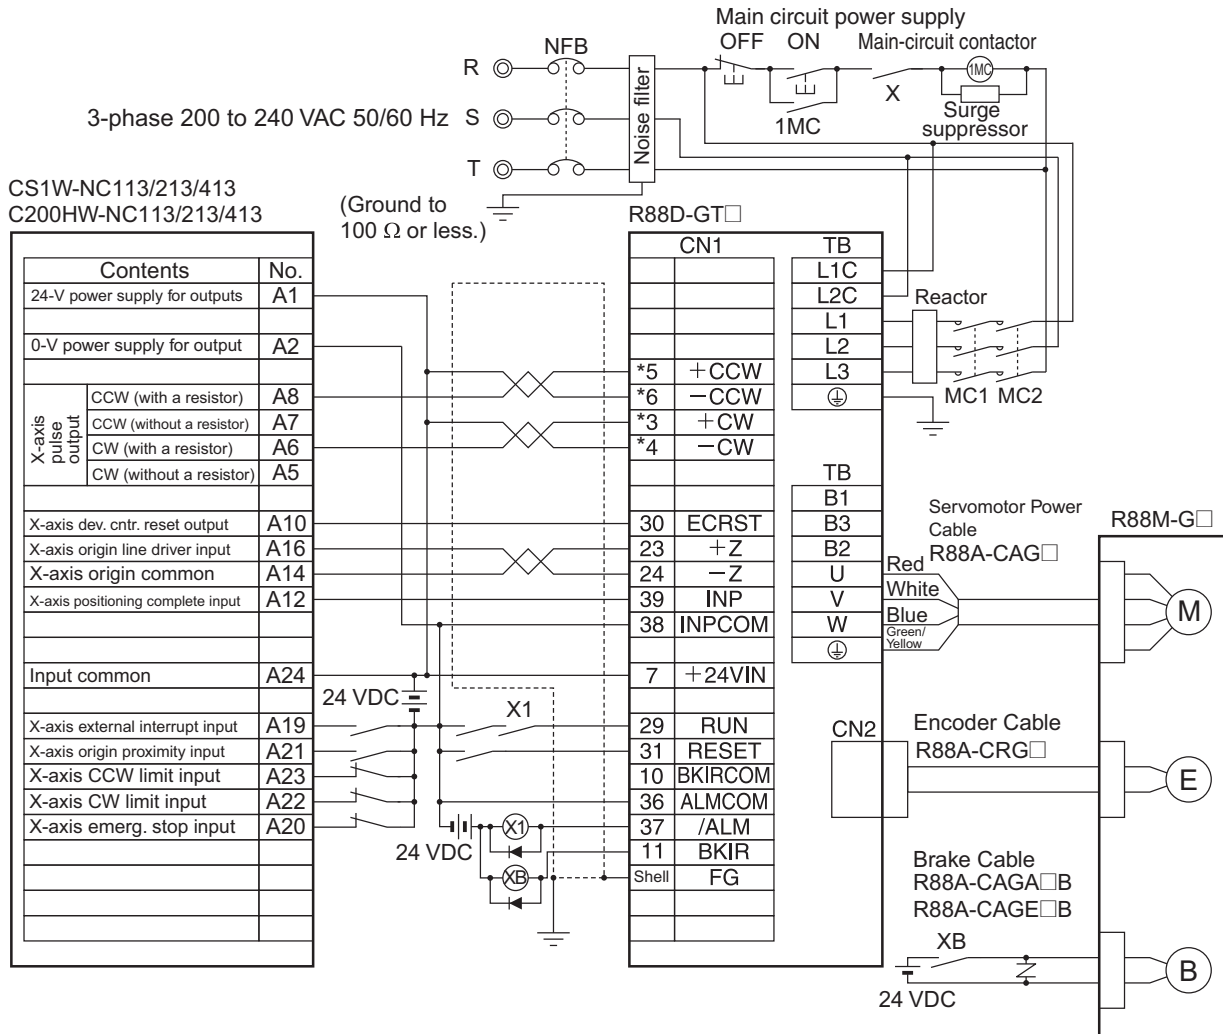 Main circuit power supply
OFF ON Main-circuit contactor
NFB
R
1MC
X
Surge
suppressor
1MC
Noise filter
3-phase 200 to 240 VAC 50/60 Hz S
T
CS1W-NC113/213/413
C200HW-NC113/213/413
(Ground to
100 Ω or less.)
R88D-GT□
Contents No.
24-V power supply for outputs A1
0-V power supply for output A2
X-axis
pulse
output
CCW (with a resistor) A8
CCW (without a resistor) A7
CW (with a resistor) A6
CW (without a resistor) A5
X-axis dev. cntr. reset output A10
X-axis origin line driver input A16
X-axis origin common A14
X-axis positioning complete input A12
Input common A24
X-axis external interrupt input A19
X-axis origin proximity input A21
X-axis CCW limit input A23
X-axis CW limit input A22
X-axis emerg. stop input A20
24 VDC
X1
24 VDC
X1
XB
CN1
*5 +CCW
*6 −CCW
*3 +CW
*4 −CW
30 ECRST
23 +Z
24 −Z
39 INP
38 INPCOM
7 +24VIN
29 RUN
31 RESET
10 BKIRCOM
36 ALMCOM
37 /ALM
11 BKIR
Shell FG
TB
L1C
L2C
L1
L2
L3
Reactor
MC1 MC2
TB
B1
B3
B2
U
V
W
Red
White
Blue
Green/
Yellow
Servomotor Power
Cable
R88A-CAG□
R88M-G□
M
CN2
Encoder Cable
R88A-CRG□
E
Brake Cable
R88A-CAGA□B
R88A-CAGE□B
XB
24 VDC
B